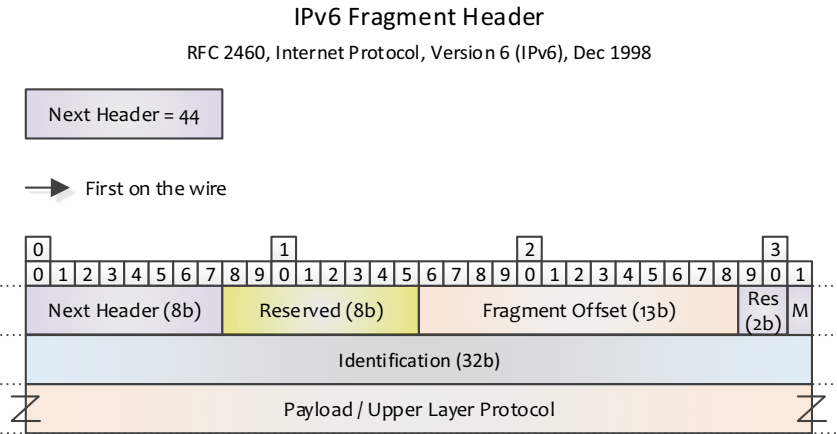 IPv6 Fragment Header
RFC 2460, Internet Protocol, Version 6 (IPv6), Dec 1998
Next Header = 44
First on the wire
0 1 2 3
0 1 2 3 4 5 6 7 8 9 0 1 2 3 4 5 6 7 8 9 0 1 2 3 4 5 6 7 8 9 0 1
Next Header (8b) Reserved (8b) Fragment Offset (13b) Res (2b) M
Identification (32b)
Payload / Upper Layer Protocol